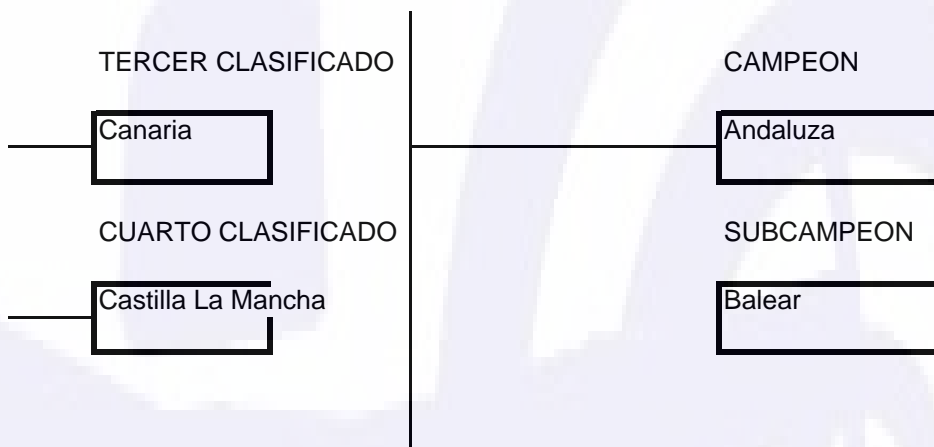 TERCER CLASIFICADO
CAMPEON
Canaria
Andaluza
CUARTO CLASIFICADO
SUBCAMPEON
Castilla La Mancha
Balear